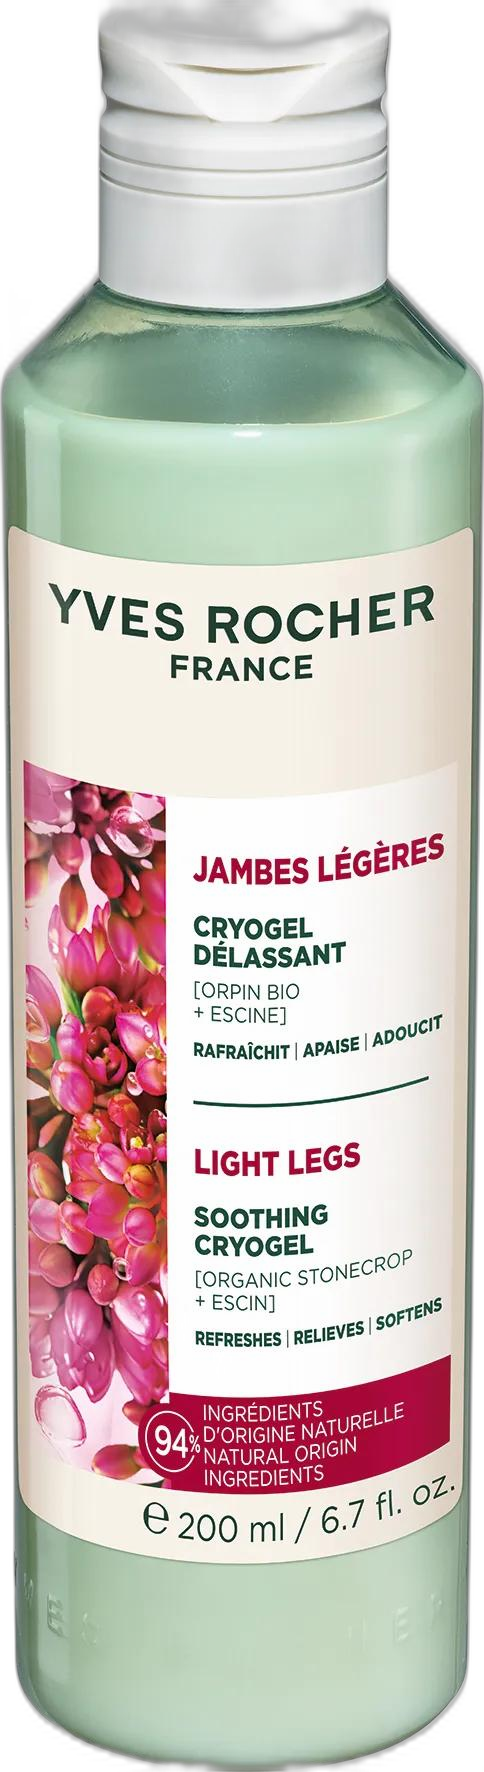 YVES ROCHER
FRANCE
JAMBES LÉGÈRES
CRYOGEL
DÉLASSANT
[ORPIN BIO
+ ESCINE]
RAFRAÎCHIT | APAISE | ADOUCIT
LIGHT LEGS
SOOTHING
CRYOGEL
[ORGANIC STONECROP
+ ESCIN]
REFRESHES | RELIEVES | SOFTENS
94%
INGRÉDIENTS
D'ORIGINE NATURELLE
NATURAL ORIGIN
INGREDIENTS
℮ 200 ml / 6.7 fl. oz.